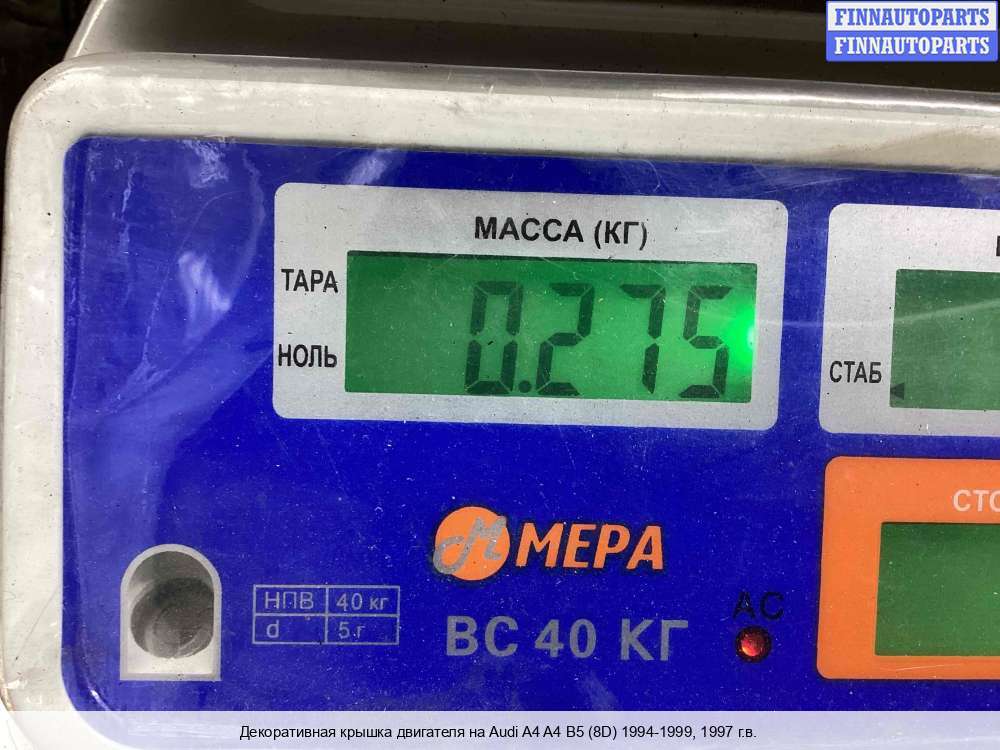 FINNAUTOPARTS
FINNAUTOPARTS
МАССА (КГ)
ТАРА
0.275
НОЛЬ
СТАБ
МЕРА
НПВ 40 кг
d 5 г
ВС 40 КГ
AC
Декоративная крышка двигателя на Audi A4 A4 B5 (8D) 1994-1999, 1997 г.в.